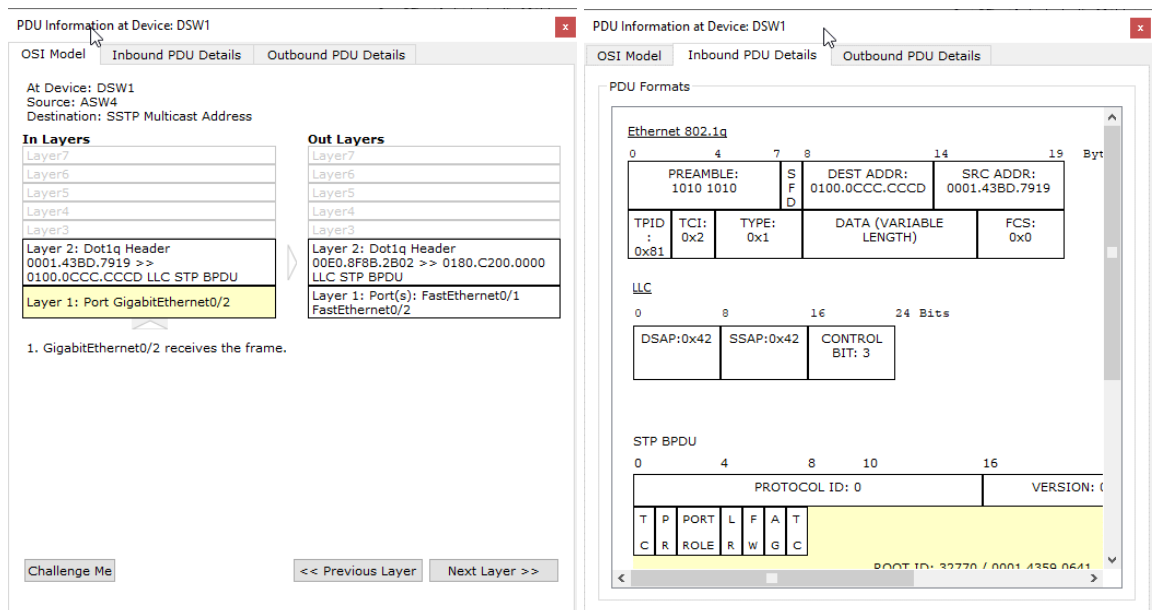 PDU Information at Device: DSW1
x
OSI Model
Inbound PDU Details
Outbound PDU Details
At Device: DSW1
Source: ASW4
Destination: SSTP Multicast Address
In Layers
Layer7
Layer6
Layer5
Layer4
Layer3
Layer 2: Dot1q Header
0001.43BD.7919 >>
0100.0CCC.CCCD LLC STP BPDU
Layer 1: Port GigabitEthernet0/2
Out Layers
Layer7
Layer6
Layer5
Layer4
Layer3
Layer 2: Dot1q Header
00E0.8F8B.2B02 >> 0180.C200.0000
LLC STP BPDU
Layer 1: Port(s): FastEthernet0/1
FastEthernet0/2
1. GigabitEthernet0/2 receives the frame.
Challenge Me
<< Previous Layer
Next Layer >>
PDU Information at Device: DSW1
x
OSI Model
Inbound PDU Details
Outbound PDU Details
PDU Formats
Ethernet 802.1q
0 4 7 8 14 19 Byt
PREAMBLE:
1010 1010
S
F
D
DEST ADDR:
0100.0CCC.CCCD
SRC ADDR:
0001.43BD.7919
TPID
:
0x81
TCI:
0x2
TYPE:
0x1
DATA (VARIABLE
LENGTH)
FCS:
0x0
LLC
0 8 16 24 Bits
DSAP:0x42
SSAP:0x42
CONTROL
BIT: 3
STP BPDU
0 4 8 10 16
PROTOCOL ID: 0
VERSION:
T P PORT L F A T
C R ROLE R W G C
ROOT ID: 32770 / 0001.4359.0641